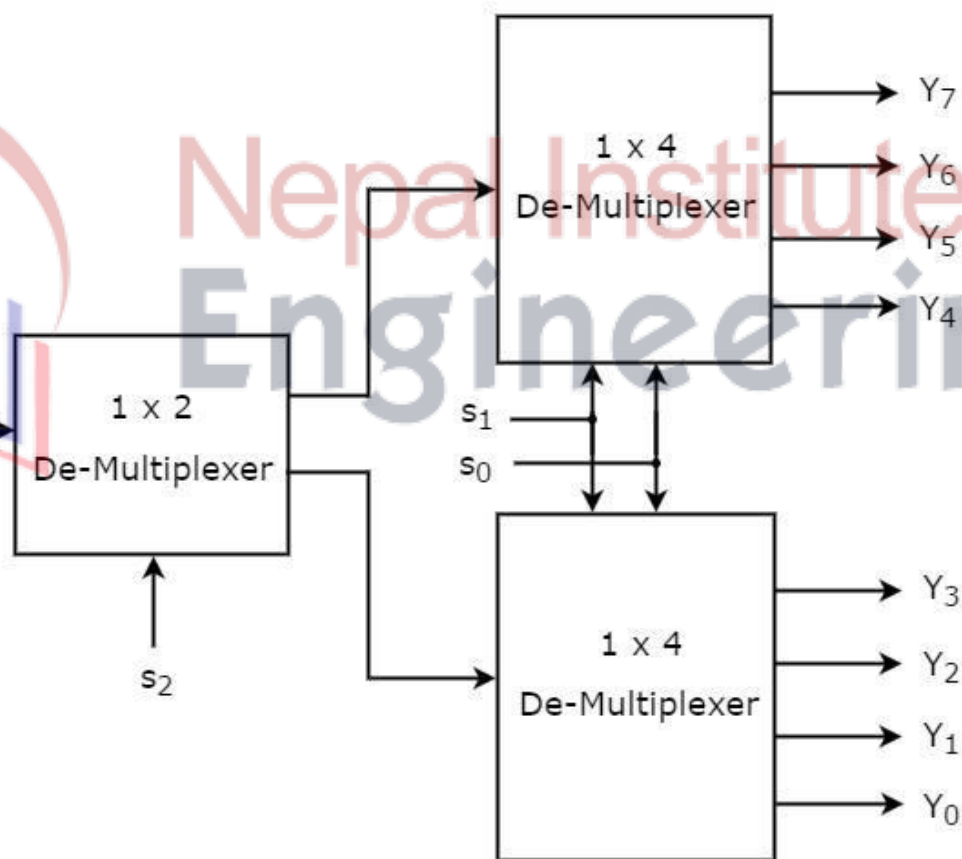 Nepal Institute
Engineerin
1 x 4
De-Multiplexer
Y7
Y6
Y5
Y4
1 x 2
De-Multiplexer
s2
s1
s0
1 x 4
De-Multiplexer
Y3
Y2
Y1
Y0